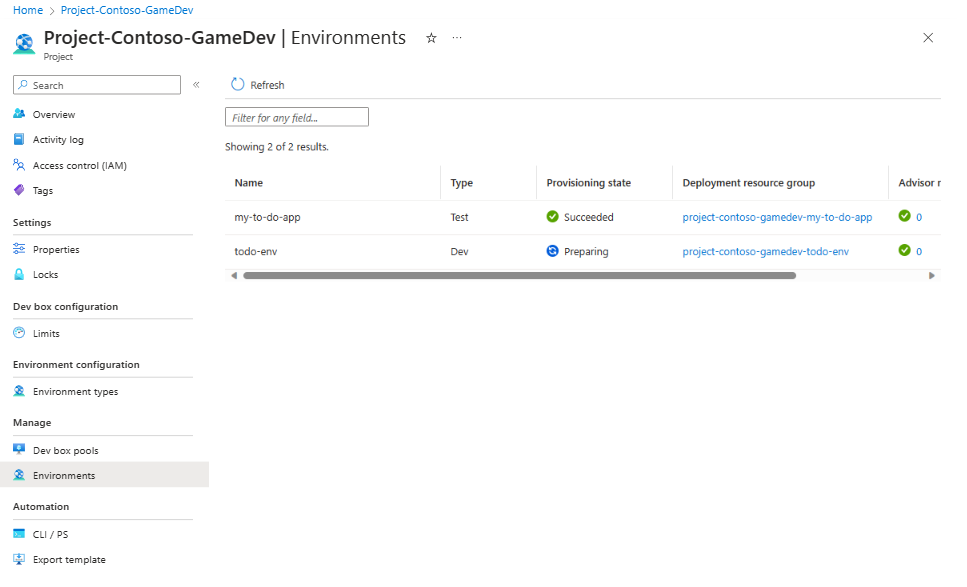 Home > Project-Contoso-GameDev
Project-Contoso-GameDev | Environments ☆ ...
Project
Search
«
Refresh
Overview
Activity log
Access control (IAM)
Tags
Settings
Properties
Locks
Dev box configuration
Limits
Environment configuration
Environment types
Manage
Dev box pools
Environments
Automation
CLI / PS
Export template
Filter for any field...
Showing 2 of 2 results.
Name Type Provisioning state Deployment resource group Advisor r
my-to-do-app Test Succeeded project-contoso-gamedev-my-to-do-app 0
todo-env Dev Preparing project-contoso-gamedev-todo-env 0